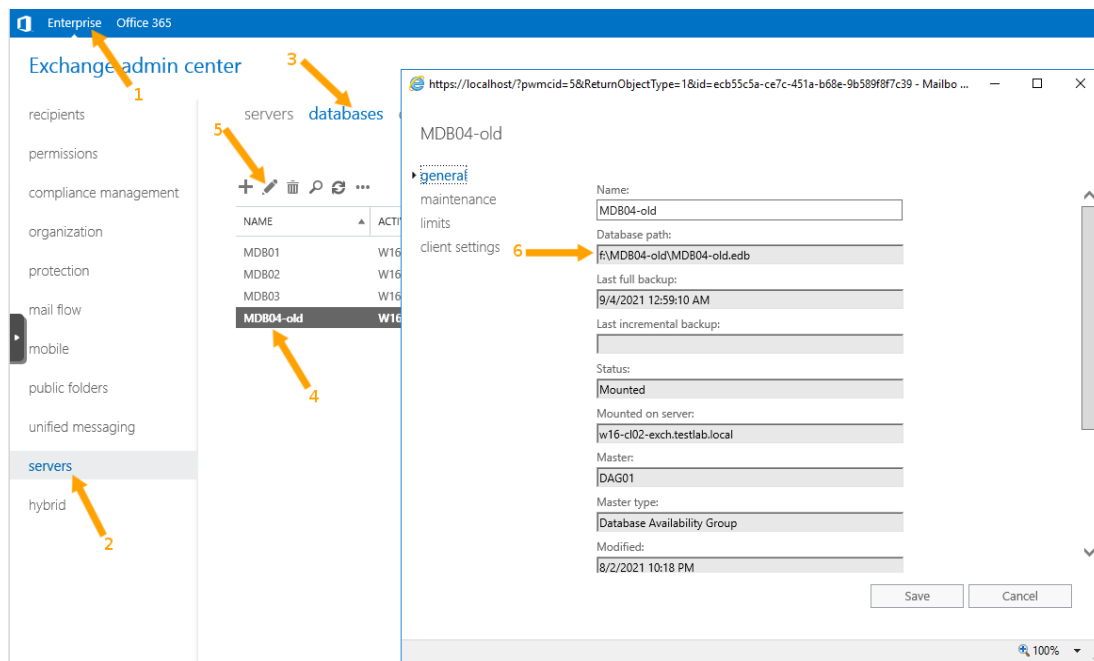 Enterprise Office 365
Exchange admin center
1
recipients
permissions
compliance management
organization
protection
mail flow
mobile
public folders
unified messaging
servers
2
hybrid
3
servers databases
5
NAME
MDB01 W16
MDB02 W16
MDB03 W16
MDB04-old W16
4
https://localhost/?pwmcid=5&ReturnObjectType=1&id=ecb55c5a-ce7c-451a-b68e-9b589f8f7c39 - Mailbo ...
MDB04-old
general
maintenance
limits
client settings
6
Name:
MDB04-old
Database path:
f:\MDB04-old\MDB04-old.edb
Last full backup:
9/4/2021 12:59:10 AM
Last incremental backup:
Status:
Mounted
Mounted on server:
w16-cl02-exch.testlab.local
Master:
DAG01
Master type:
Database Availability Group
Modified:
8/2/2021 10:18 PM
Save Cancel
100%